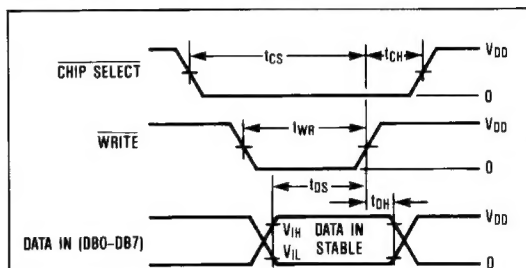 tCS
tCH
VDD
CHIP SELECT
0
tWR
VDD
WRITE
0
tDS
tDH
VDD
VIH
DATA IN
DATA IN (DB0-DB7)
VIL
STABLE
0